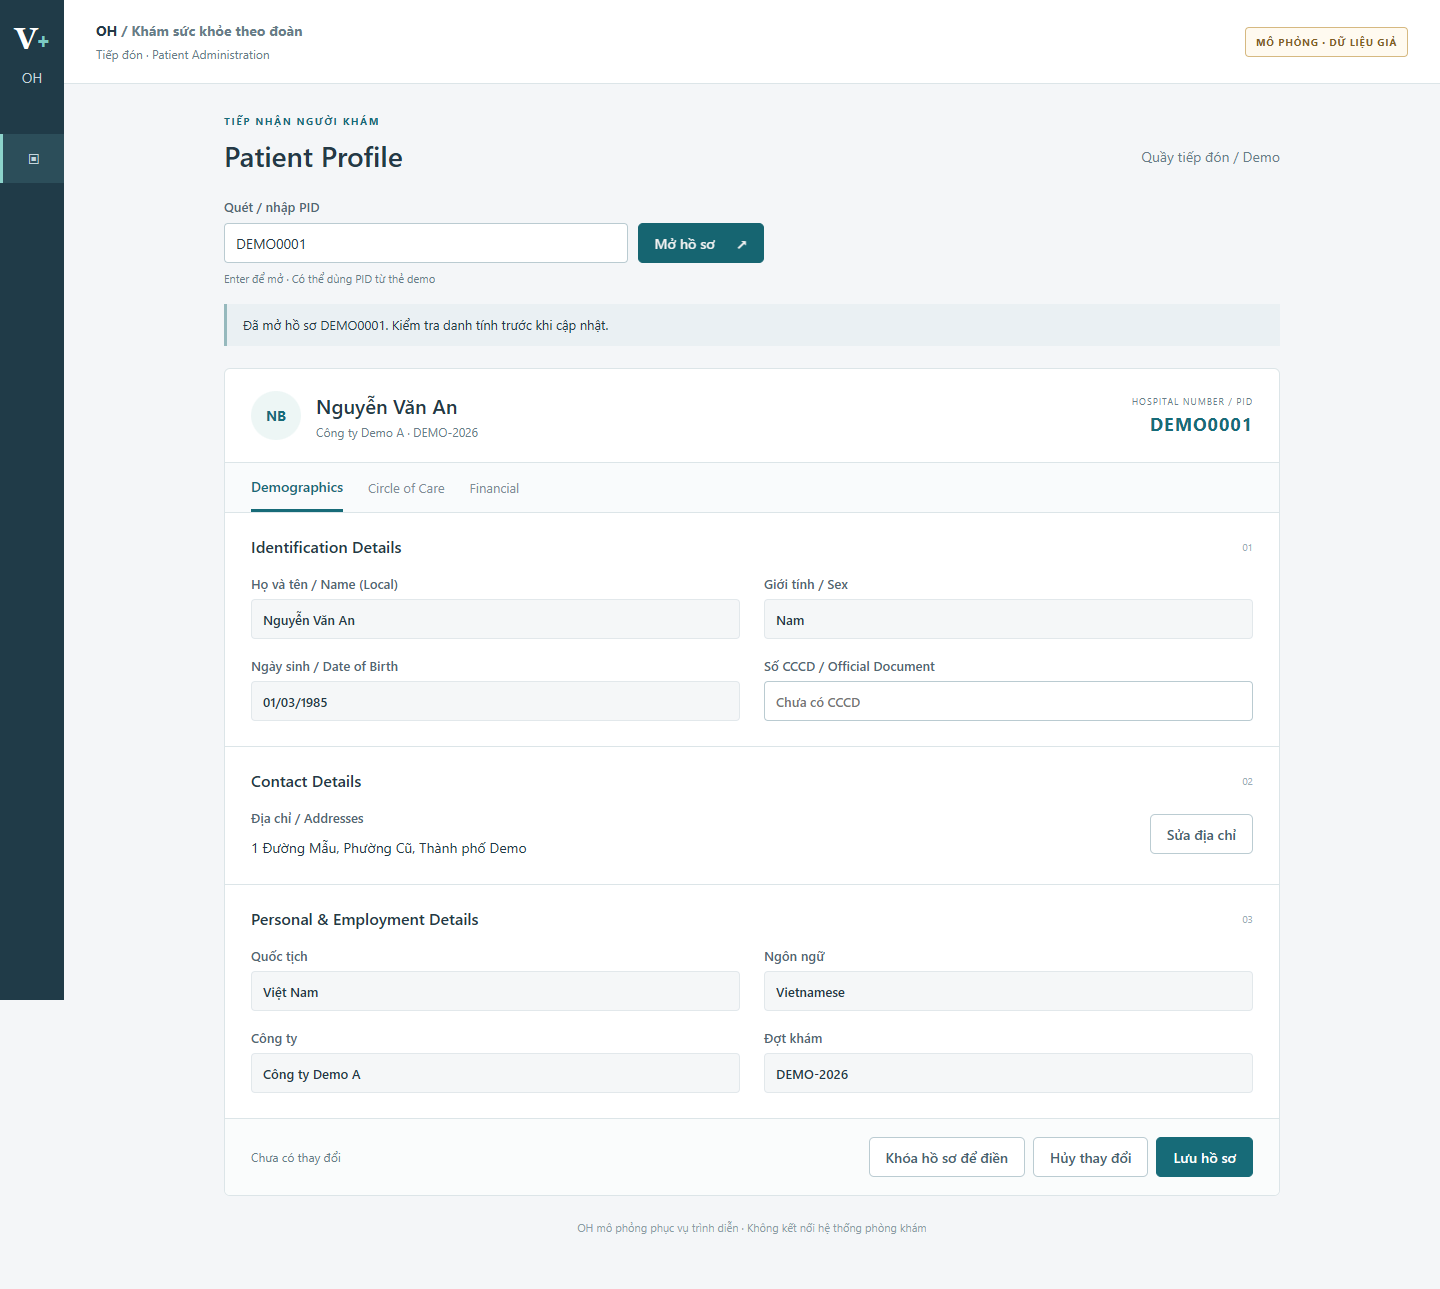 V+
OH
OH / Khám sức khỏe theo đoàn
Tiếp đón · Patient Administration
MÔ PHỎNG · DỮ LIỆU GIẢ
TIẾP NHẬN NGƯỜI KHÁM
Patient Profile
Quầy tiếp đón / Demo
Quét / nhập PID
DEMO0001
Mở hồ sơ ↗
Enter để mở · Có thể dùng PID từ thẻ demo
Đã mở hồ sơ DEMO0001. Kiểm tra danh tính trước khi cập nhật.
NB
Nguyễn Văn An
Công ty Demo A · DEMO-2026
HOSPITAL NUMBER / PID
DEMO0001
Demographics
Circle of Care
Financial
Identification Details
01
Họ và tên / Name (Local)
Nguyễn Văn An
Giới tính / Sex
Nam
Ngày sinh / Date of Birth
01/03/1985
Số CCCD / Official Document
Chưa có CCCD
Contact Details
02
Địa chỉ / Addresses
1 Đường Mẫu, Phường Cũ, Thành phố Demo
Sửa địa chỉ
Personal & Employment Details
03
Quốc tịch
Việt Nam
Ngôn ngữ
Vietnamese
Công ty
Công ty Demo A
Đợt khám
DEMO-2026
Chưa có thay đổi
Khóa hồ sơ để điền
Hủy thay đổi
Lưu hồ sơ
OH mô phỏng phục vụ trình diễn · Không kết nối hệ thống phòng khám